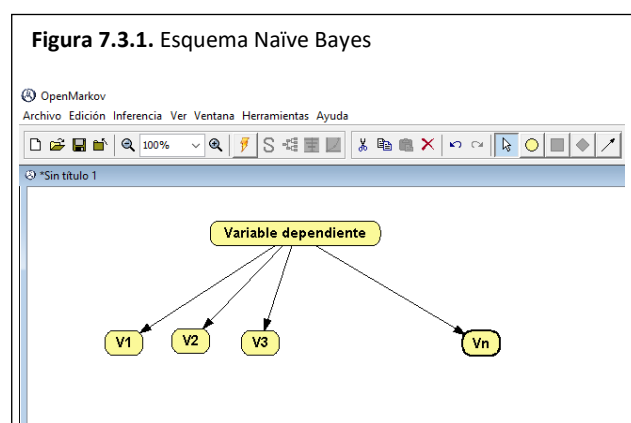 Figura 7.3.1. Esquema Naïve Bayes
OpenMarkov
Archivo Edición Inferencia Ver Ventana Herramientas Ayuda
100%
*Sin título 1
Variable dependiente
V1
V2
V3
Vn